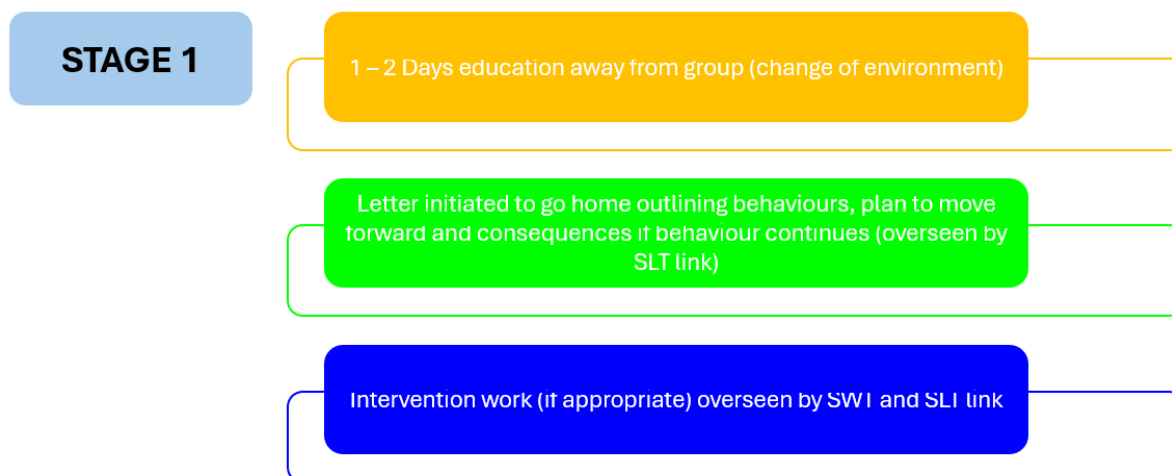 STAGE 1
1 – 2 Days education away from group (change of environment)
Letter initiated to go home outlining behaviours, plan to move
forward and consequences if behaviour continues (overseen by
SLT link)
Intervention work (if appropriate) overseen by SWT and SLT link